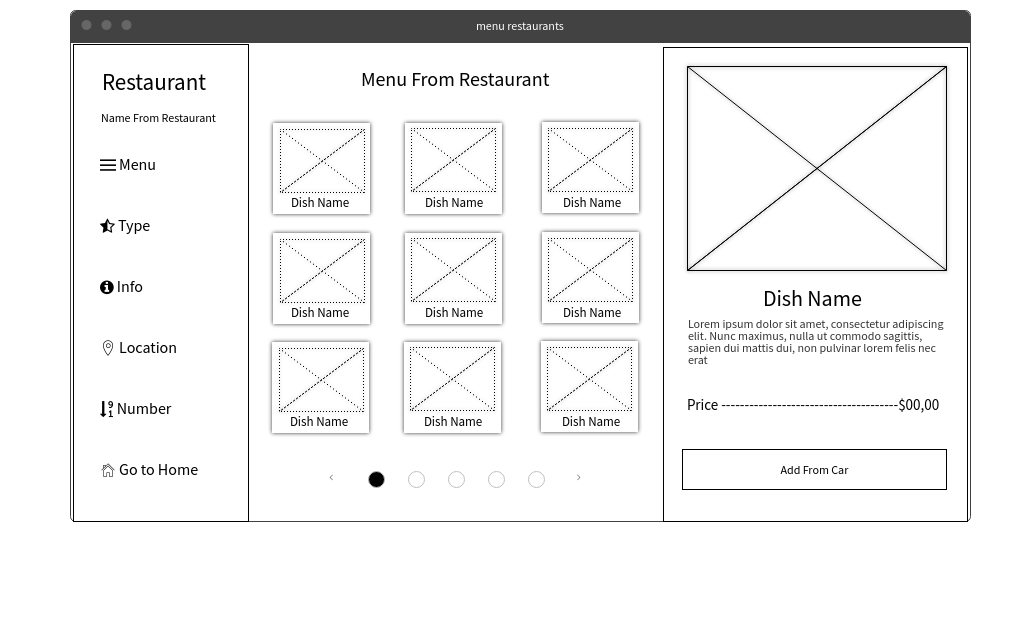 menu restaurants
Restaurant
Name From Restaurant
Menu
Type
Info
Location
Number
Go to Home
Menu From Restaurant
Dish Name
Dish Name
Dish Name
Dish Name
Dish Name
Dish Name
Dish Name
Dish Name
Dish Name
Dish Name
Lorem ipsum dolor sit amet, consectetur adipiscing
elit. Nunc maximus, nulla ut commodo sagittis,
sapien dui mattis dui, non pulvinar lorem felis nec
erat
Price --------------------------------------$00,00
Add From Car